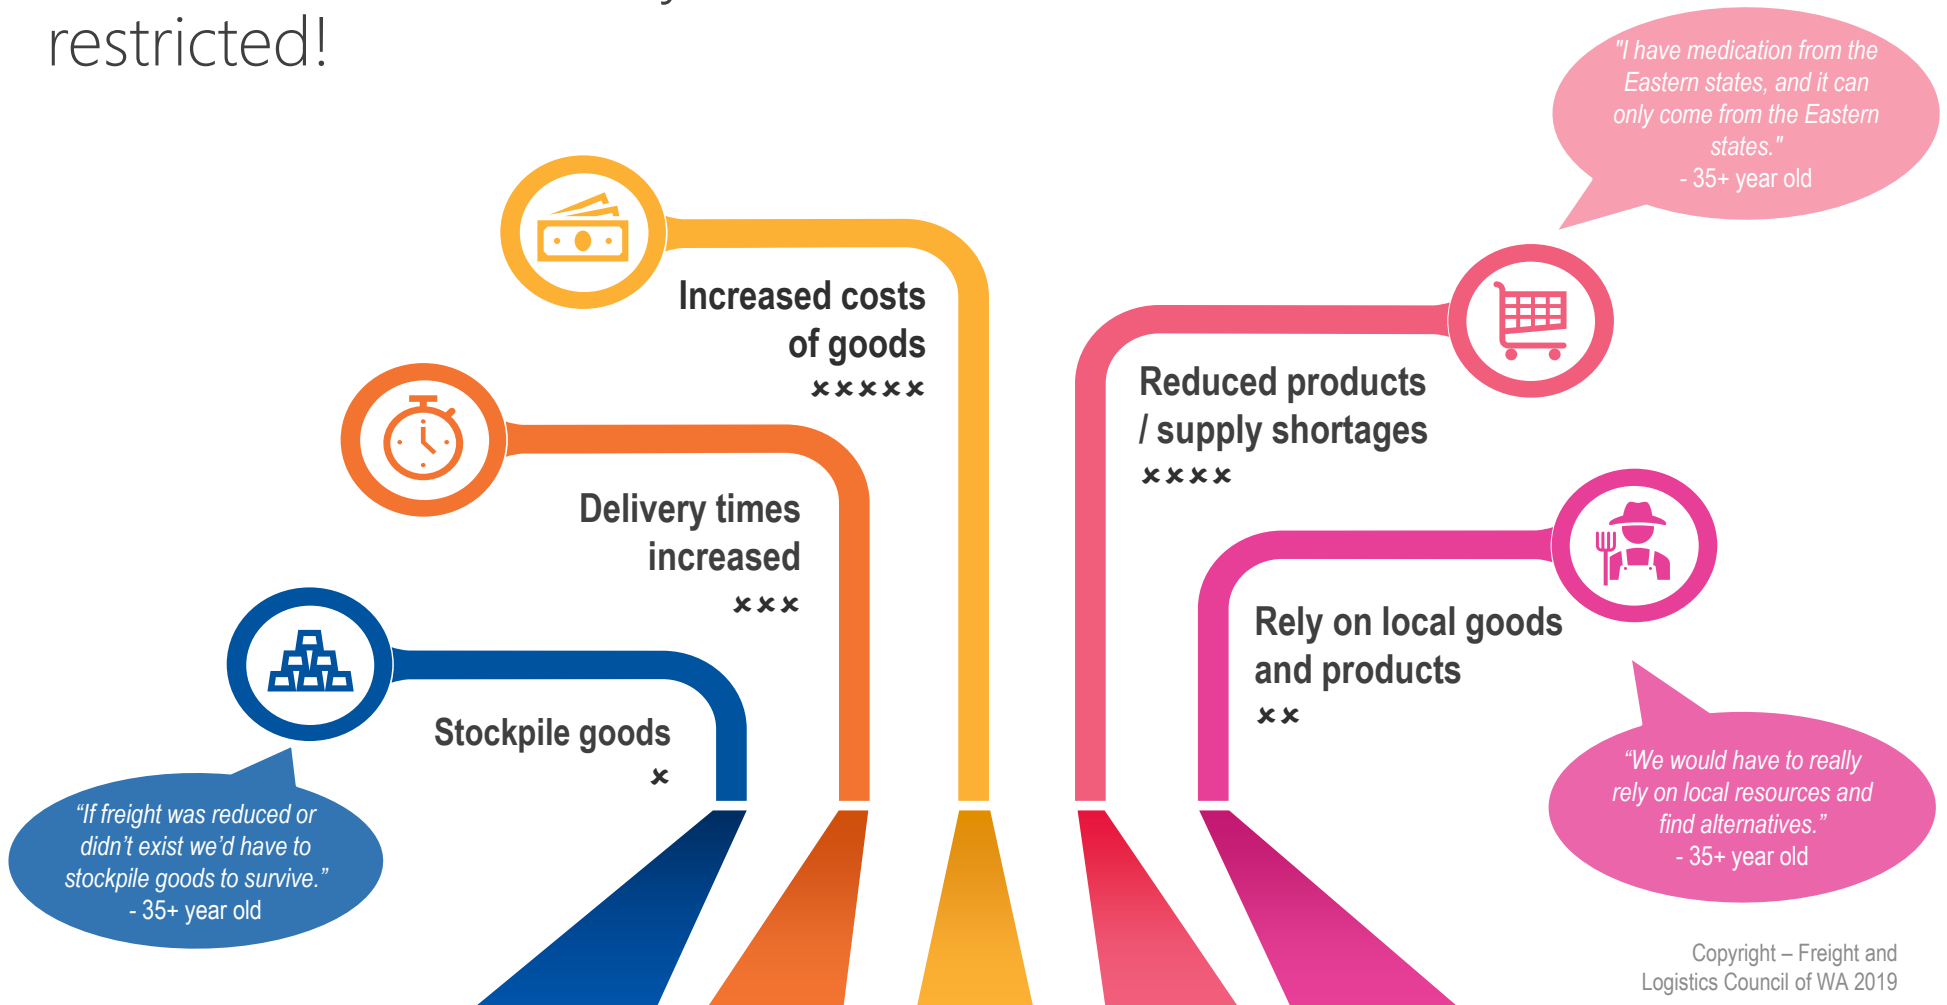 restricted!
"I have medication from the
Eastern states, and it can
only come from the Eastern
states."
- 35+ year old
Increased costs
of goods
×××××
Reduced products
/ supply shortages
××××
Delivery times
increased
×××
Rely on local goods
and products
××
Stockpile goods
×
“If freight was reduced or
didn’t exist we’d have to
stockpile goods to survive.”
- 35+ year old
“We would have to really
rely on local resources and
find alternatives.”
- 35+ year old
Copyright – Freight and
Logistics Council of WA 2019